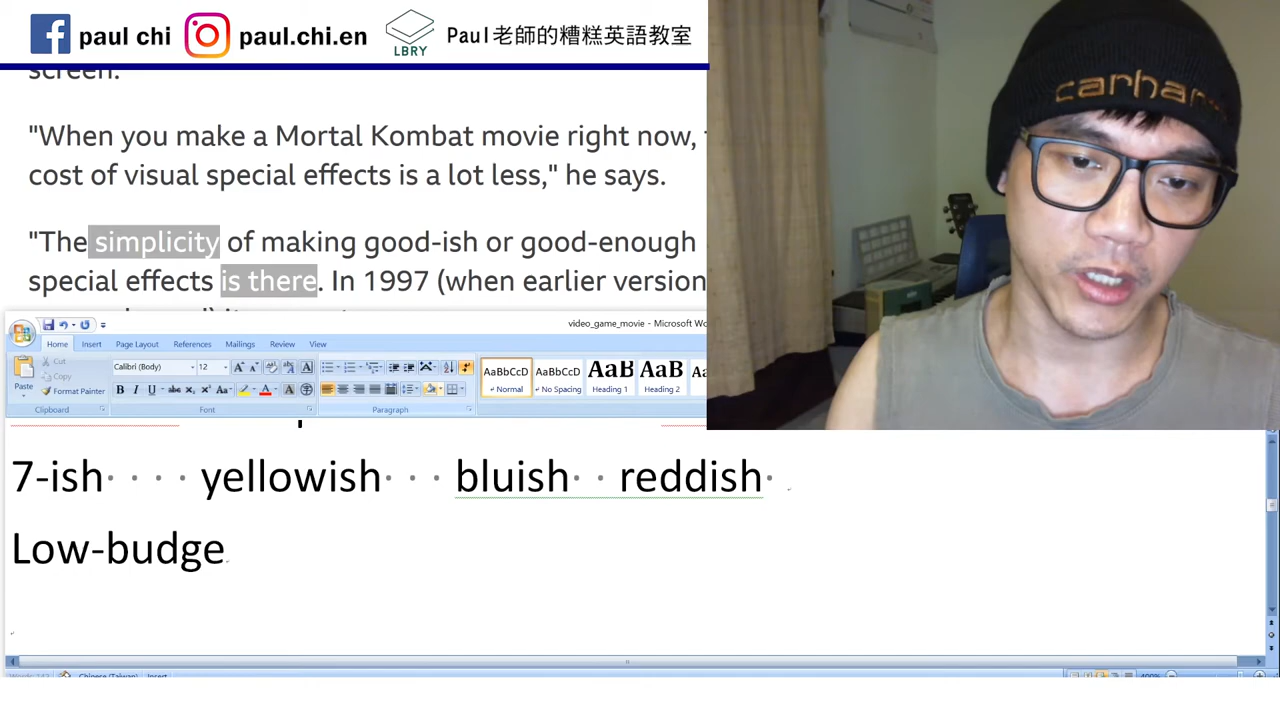 paul chi paul.chi.en LBRY Paul老師的糟糕英語教室
screen.
"When you make a Mortal Kombat movie right now,
cost of visual special effects is a lot less," he says.
"The simplicity of making good-ish or good-enough
special effects is there. In 1997 (when earlier version
video_game_movie - Microsoft Wo
Home Insert Page Layout References Mailings Review View
Cut
Copy
Format Painter
Paste
Calibri (Body) 12
AaBbCcD AaBbCcD AaB AaB
Normal No Spacing Heading 1 Heading 2
Clipboard Font Paragraph
7-ish yellowish bluish reddish
Low-budge
Chinese (Taiwan) Insert 400%